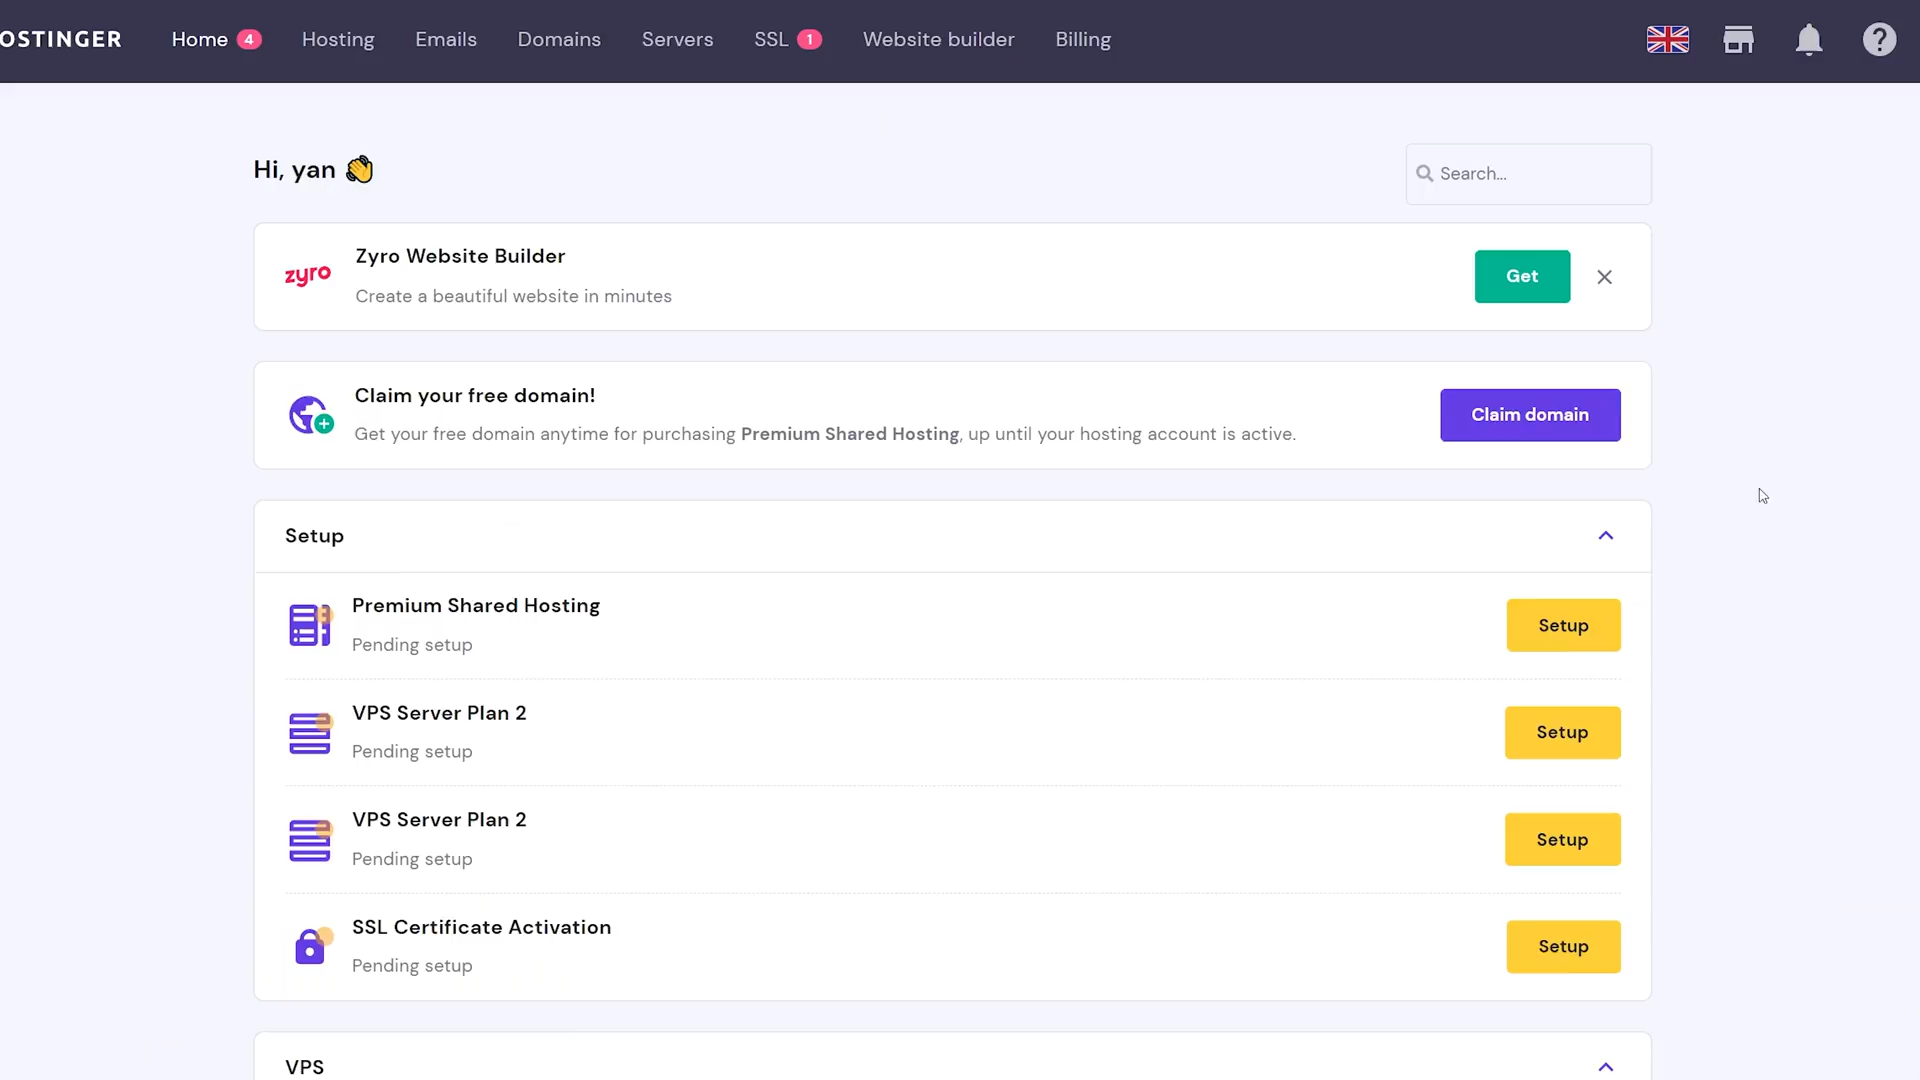 OSTINGER
Home 4
Hosting
Emails
Domains
Servers
SSL 1
Website builder
Billing
?
Hi, yan 👋
Search...
zyro
Zyro Website Builder
Create a beautiful website in minutes
Get
Claim your free domain!
Get your free domain anytime for purchasing Premium Shared Hosting, up until your hosting account is active.
Claim domain
Setup
Premium Shared Hosting
Pending setup
Setup
VPS Server Plan 2
Pending setup
Setup
VPS Server Plan 2
Pending setup
Setup
SSL Certificate Activation
Pending setup
Setup
VPS